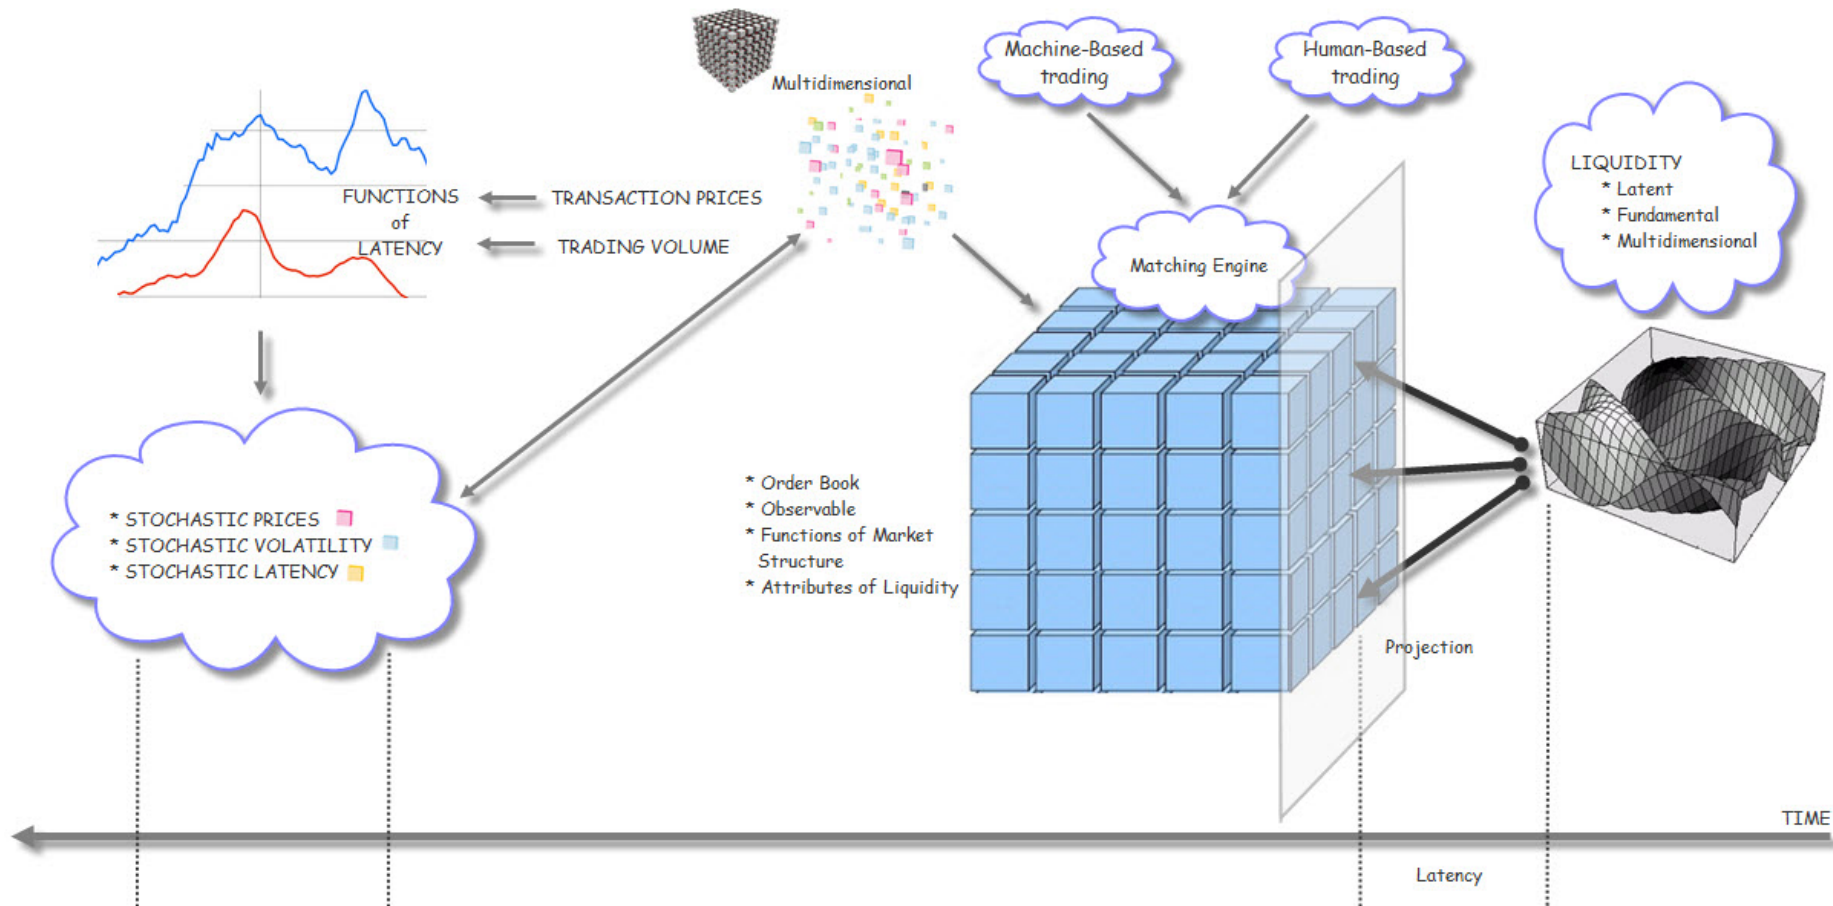 Machine-Based
trading
Human-Based
trading
Multidimensional
LIQUIDITY
* Latent
* Fundamental
* Multidimensional
FUNCTIONS
of
LATENCY
TRANSACTION PRICES
TRADING VOLUME
Matching Engine
* Order Book
* Observable
* Functions of Market
Structure
* Attributes of Liquidity
* STOCHASTIC PRICES
* STOCHASTIC VOLATILITY
* STOCHASTIC LATENCY
Projection
TIME
Latency